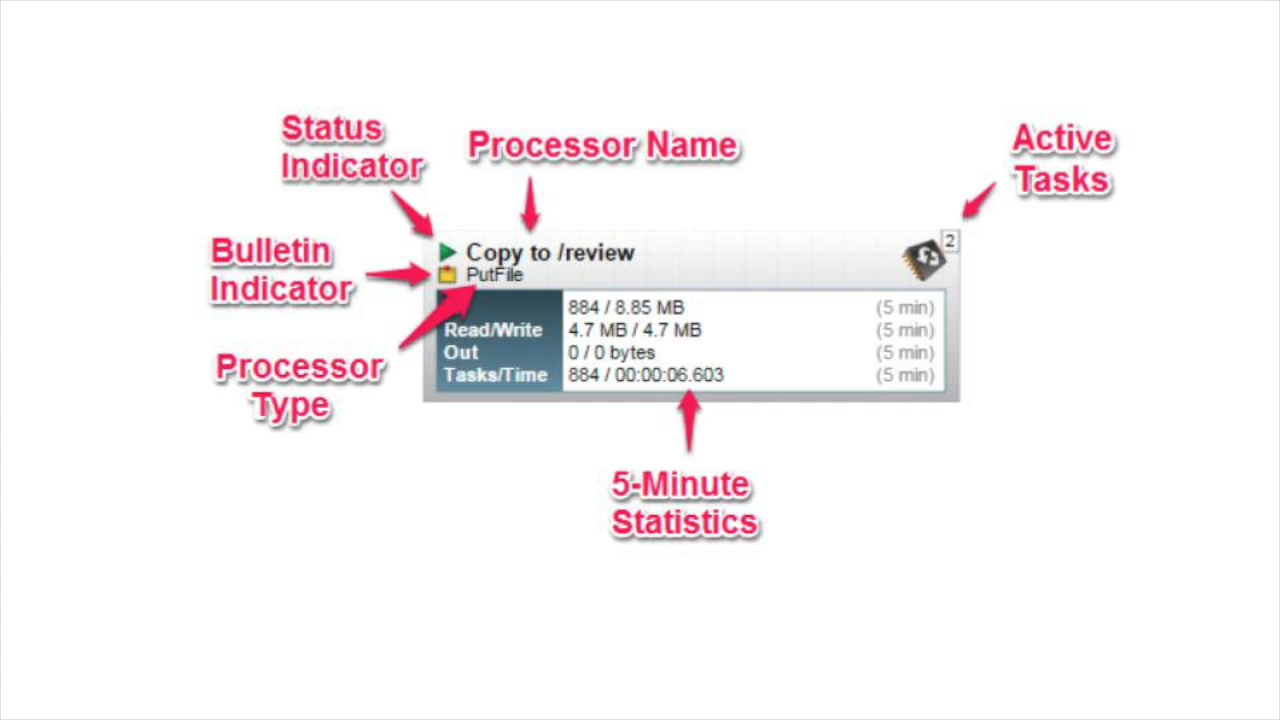 Status
Indicator
Processor Name
Active
Tasks
Bulletin
Indicator
2
Copy to /review
PutFile
884 / 8.85 MB (5 min)
Read/Write 4.7 MB / 4.7 MB (5 min)
Out 0 / 0 bytes (5 min)
Tasks/Time 884 / 00:00:06.603 (5 min)
Processor
Type
5-Minute
Statistics